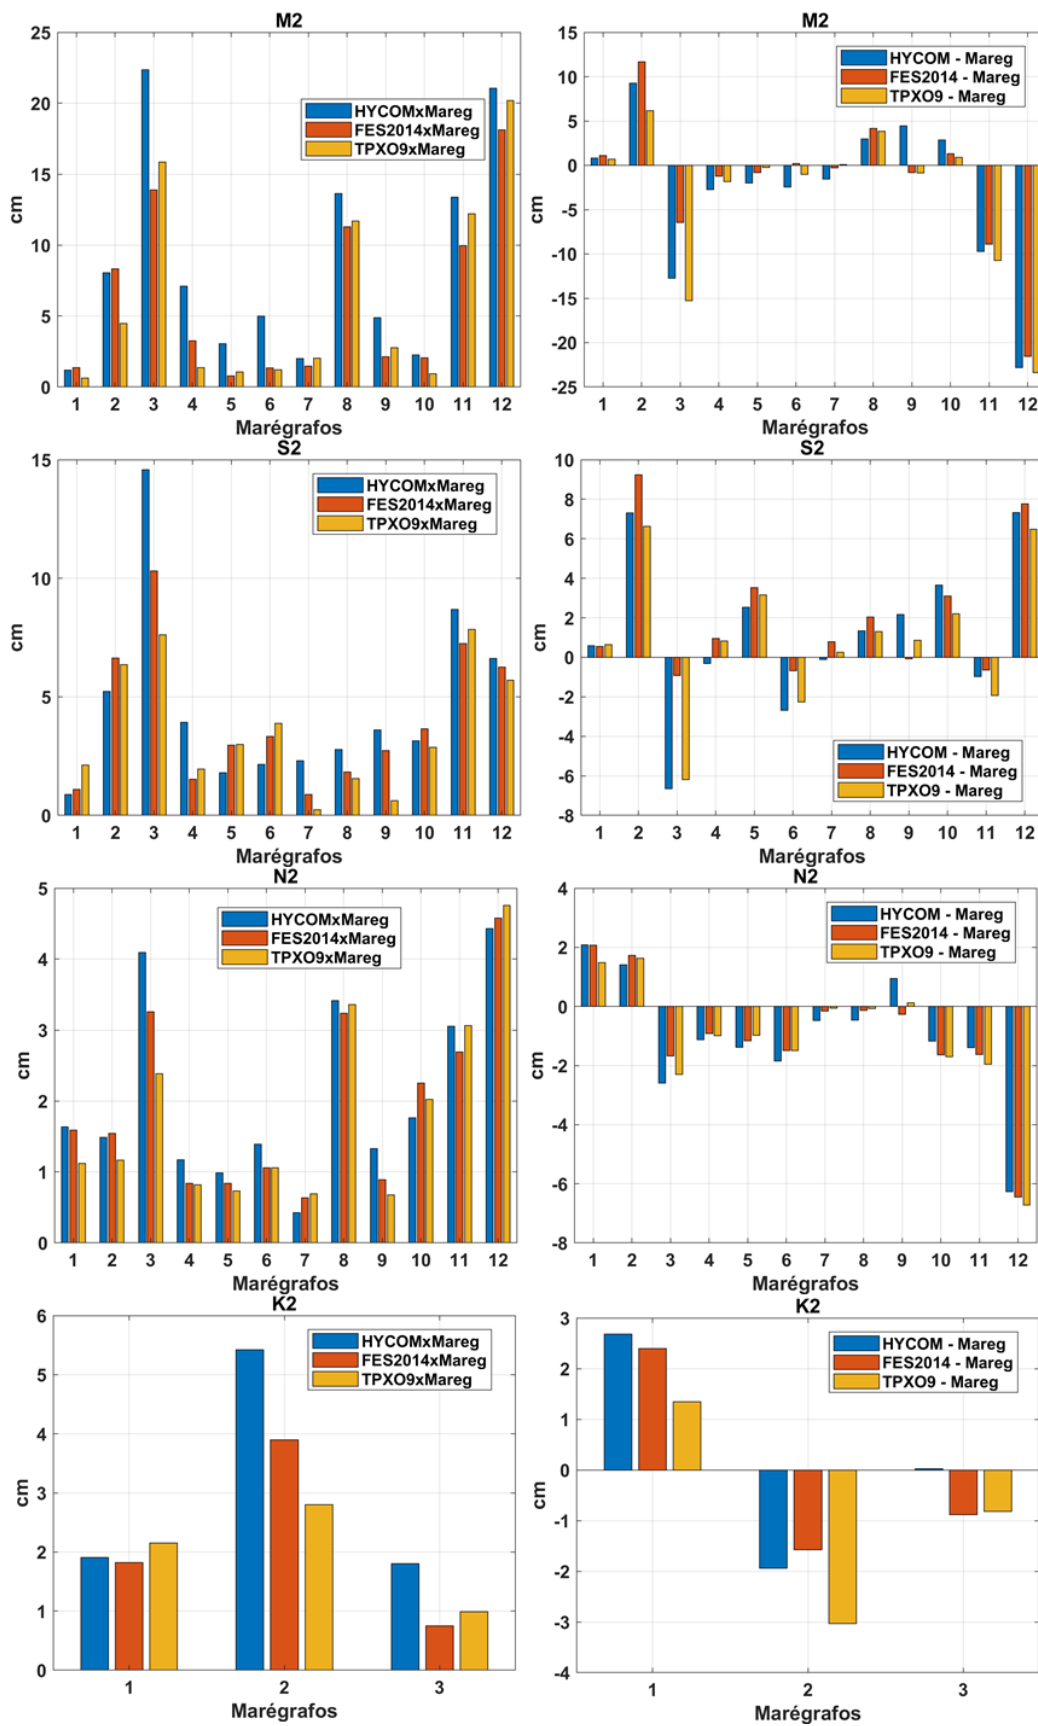 M2
25
20
15
10
5
0
cm
HYCOMxMareg
FES2014xMareg
TPXO9xMareg
1 2 3 4 5 6 7 8 9 10 11 12
Marégrafos
M2
15
10
5
0
-5
-10
-15
-20
-25
cm
HYCOM - Mareg
FES2014 - Mareg
TPXO9 - Mareg
1 2 3 4 5 6 7 8 9 10 11 12
Marégrafos
S2
15
10
5
0
cm
HYCOMxMareg
FES2014xMareg
TPXO9xMareg
1 2 3 4 5 6 7 8 9 10 11 12
Marégrafos
S2
10
8
6
4
2
0
-2
-4
-6
-8
cm
HYCOM - Mareg
FES2014 - Mareg
TPXO9 - Mareg
1 2 3 4 5 6 7 8 9 10 11 12
Marégrafos
N2
5
4
3
2
1
0
cm
HYCOMxMareg
FES2014xMareg
TPXO9xMareg
1 2 3 4 5 6 7 8 9 10 11 12
Marégrafos
N2
4
2
0
-2
-4
-6
-8
cm
HYCOM - Mareg
FES2014 - Mareg
TPXO9 - Mareg
1 2 3 4 5 6 7 8 9 10 11 12
Marégrafos
K2
6
5
4
3
2
1
0
cm
HYCOMxMareg
FES2014xMareg
TPXO9xMareg
1 2 3
Marégrafos
K2
3
2
1
0
-1
-2
-3
-4
cm
HYCOM - Mareg
FES2014 - Mareg
TPXO9 - Mareg
1 2 3
Marégrafos